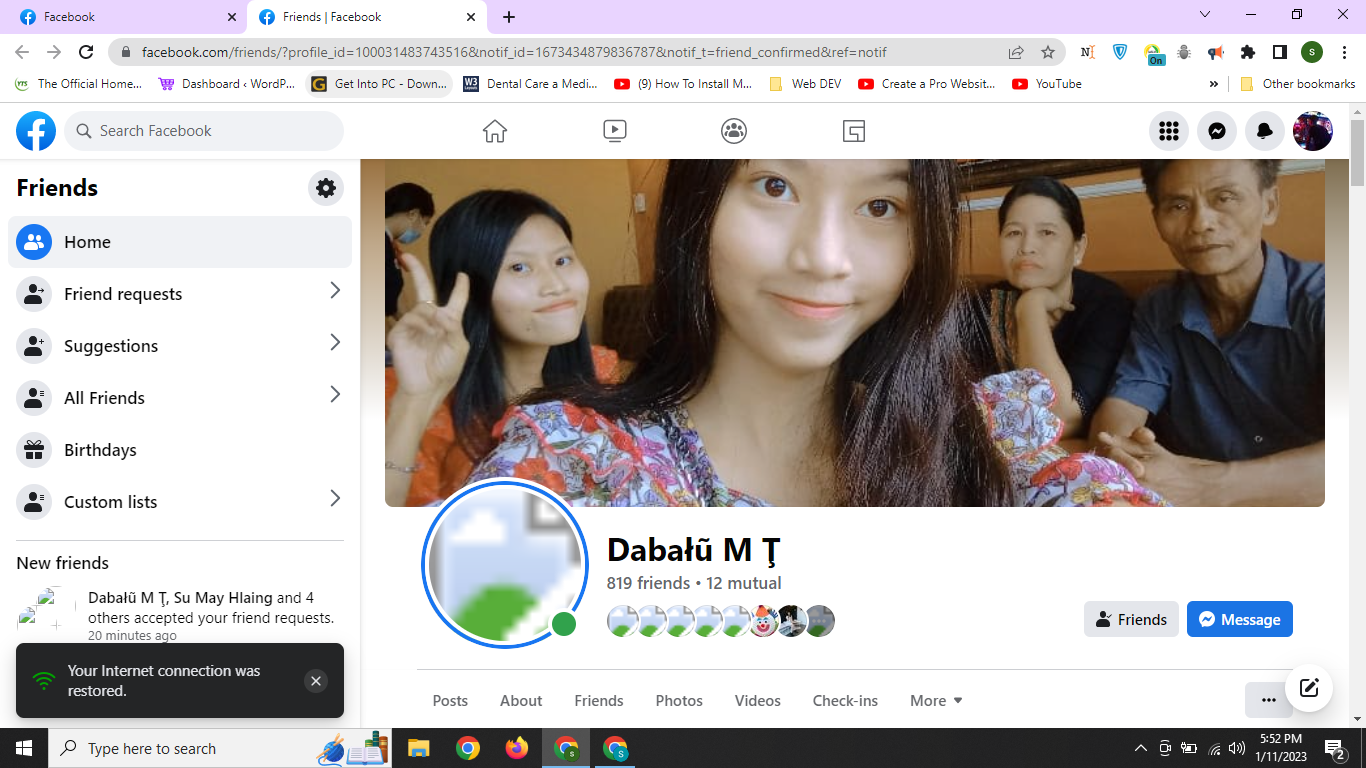 Facebook
Friends | Facebook
facebook.com/friends/?profile_id=100031483743516&notif_id=1673434879836787&notif_t=friend_confirmed&ref=notif
N
On
S
VTS
The Official Home...
Dashboard ‹ WordP...
G
Get Into PC - Down...
W3
Dental Care a Medi...
(9) How To Install M...
Web DEV
Create a Pro Websit...
YouTube
»
Other bookmarks
Search Facebook
Friends
Home
Friend requests
Suggestions
All Friends
Birthdays
Custom lists
New friends
Dabałũ M Ţ, Su May Hlaing and 4
others accepted your friend requests.
20 minutes ago
Your Internet connection was
restored.
Dabałũ M Ţ
819 friends • 12 mutual
Friends
Message
Posts
About
Friends
Photos
Videos
Check-ins
More
Type here to search
S
S
5:52 PM
1/11/2023
2